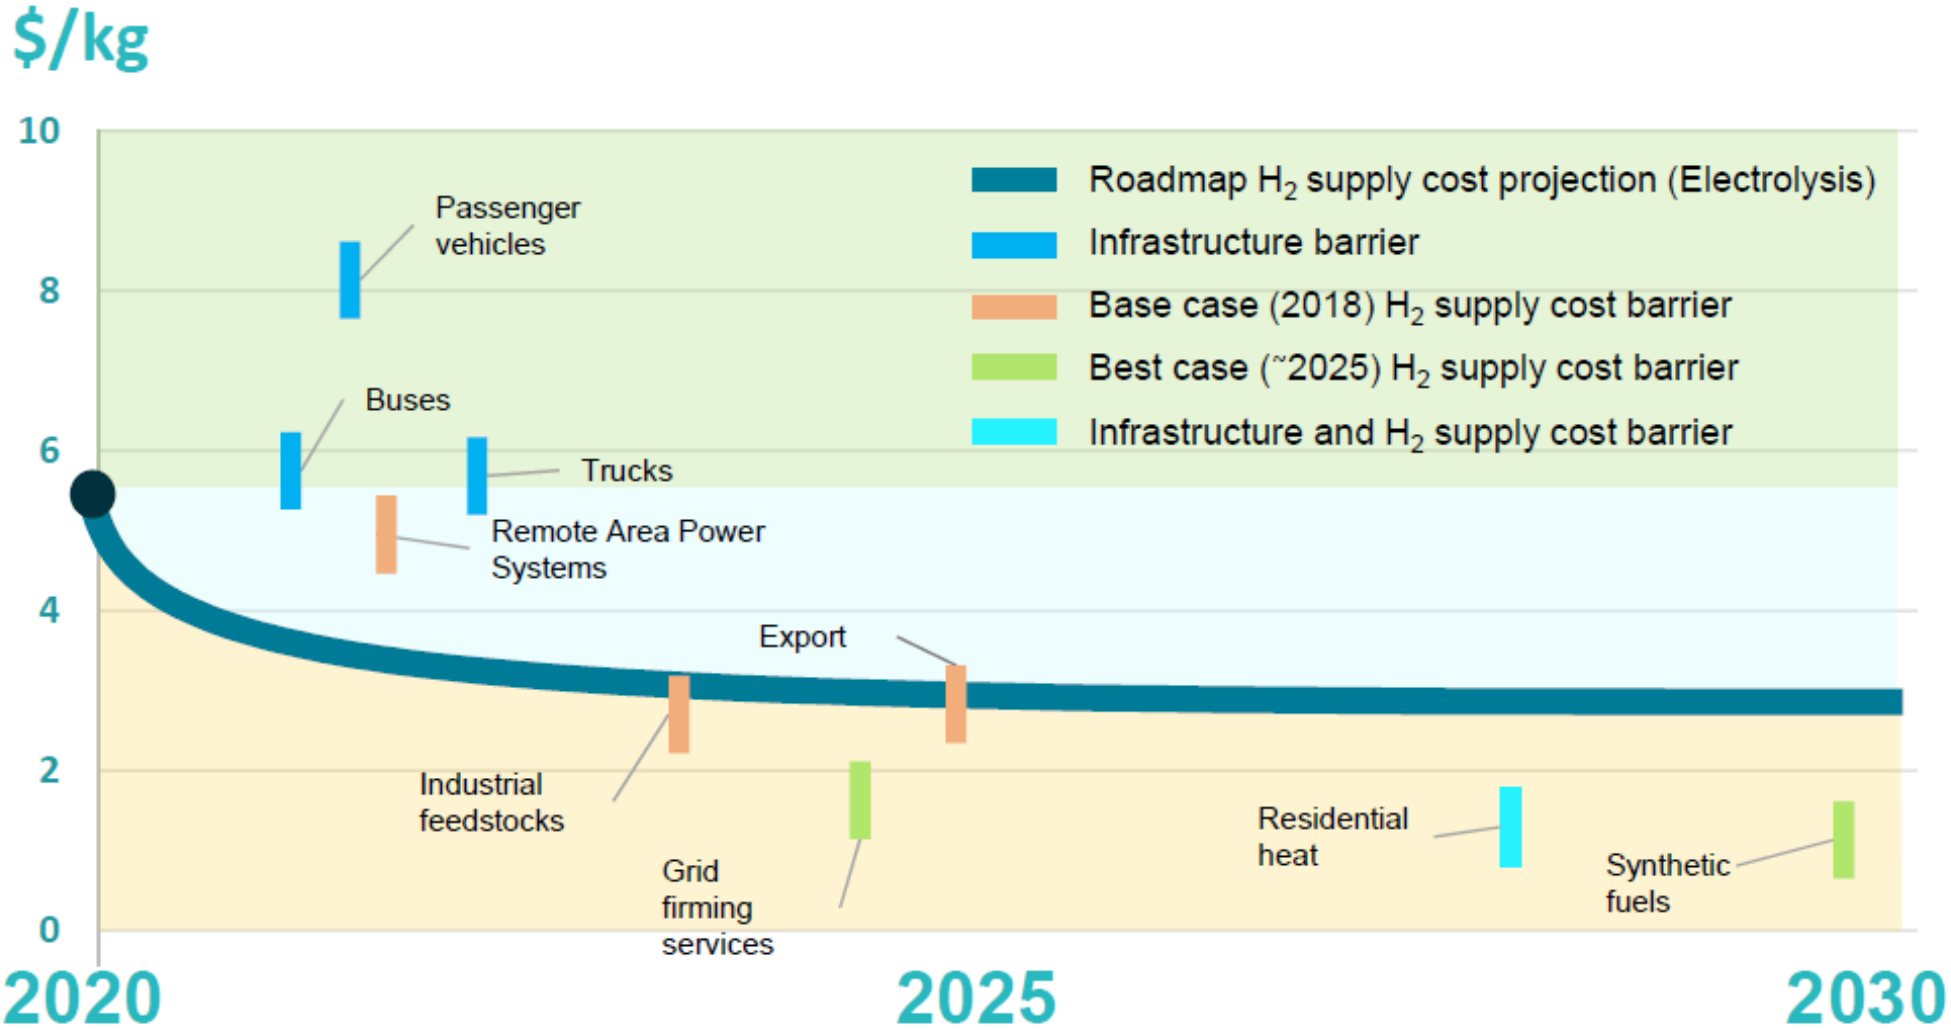 $/kg
10
Roadmap H₂ supply cost projection (Electrolysis)
Passenger
vehicles
Infrastructure barrier
8
Base case (2018) H₂ supply cost barrier
Best case (~2025) H₂ supply cost barrier
Buses
Infrastructure and H₂ supply cost barrier
6
Trucks
Remote Area Power
Systems
4
Export
2
Industrial
feedstocks
Residential
heat
Grid
firming
services
Synthetic
fuels
0
2020
2025
2030